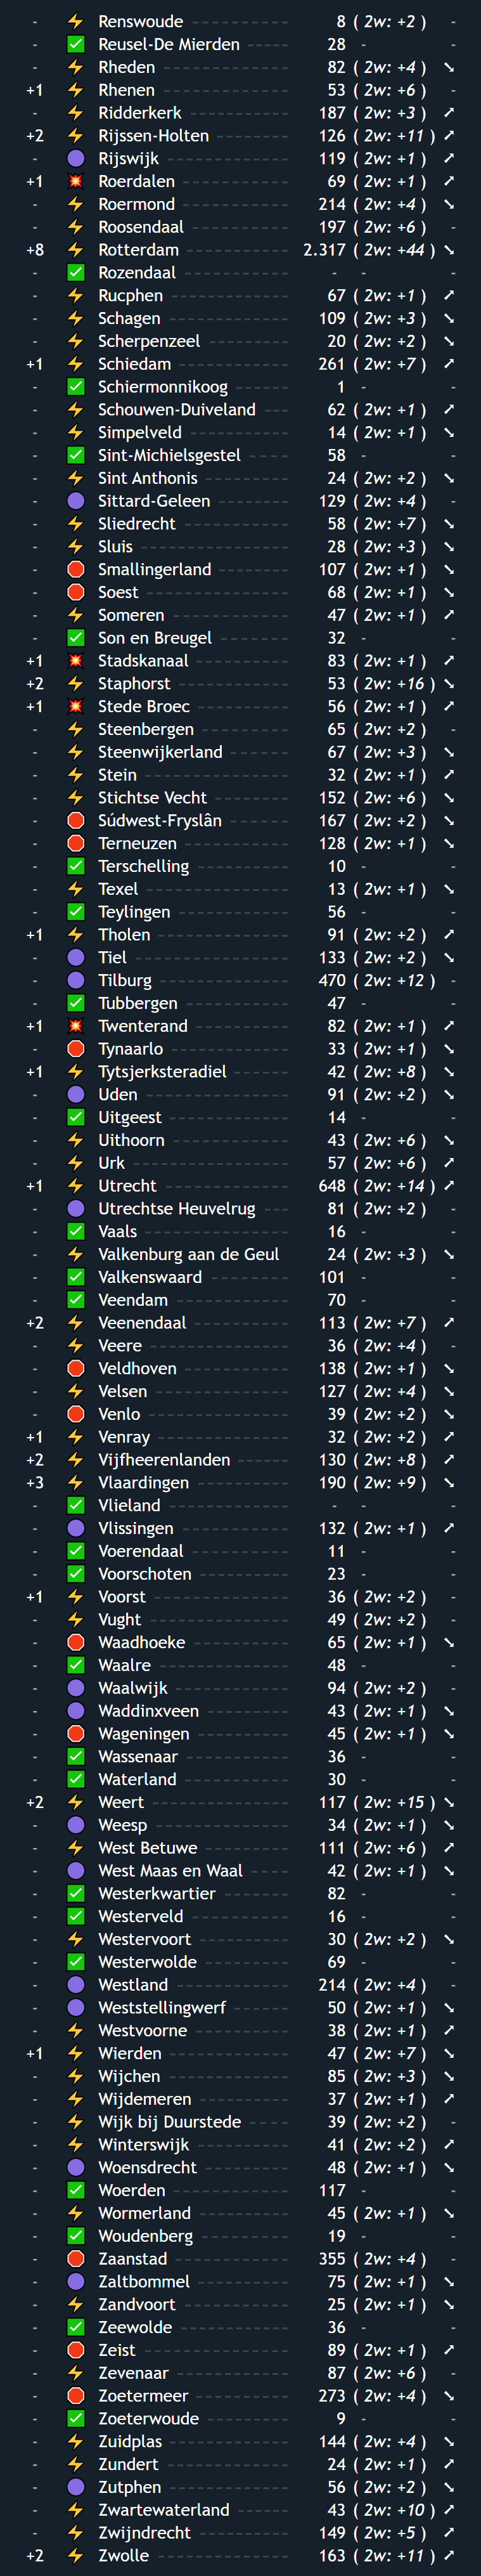 - ⚡ Renswoude 8 ( 2w: +2 ) -
- ✅ Reusel-De Mierden 28 - -
- ⚡ Rheden 82 ( 2w: +4 ) ➘
+1 ⚡ Rhenen 53 ( 2w: +6 ) -
- ⚡ Ridderkerk 187 ( 2w: +3 ) ➚
+2 ⚡ Rijssen-Holten 126 ( 2w: +11 ) ➚
- 🟣 Rijswijk 119 ( 2w: +1 ) ➚
+1 💥 Roerdalen 69 ( 2w: +1 ) ➚
- ⚡ Roermond 214 ( 2w: +4 ) ➘
- ⚡ Roosendaal 197 ( 2w: +6 ) -
+8 ⚡ Rotterdam 2.317 ( 2w: +44 ) ➘
- ✅ Rozendaal - - -
- ⚡ Rucphen 67 ( 2w: +1 ) ➚
- ⚡ Schagen 109 ( 2w: +3 ) ➘
- ⚡ Scherpenzeel 20 ( 2w: +2 ) ➘
+1 ⚡ Schiedam 261 ( 2w: +7 ) ➚
- ✅ Schiermonnikoog 1 - -
- ⚡ Schouwen-Duiveland 62 ( 2w: +1 ) ➚
- ⚡ Simpelveld 14 ( 2w: +1 ) ➘
- ✅ Sint-Michielsgestel 58 - -
- ⚡ Sint Anthonis 24 ( 2w: +2 ) ➘
- 🟣 Sittard-Geleen 129 ( 2w: +4 ) -
- ⚡ Sliedrecht 58 ( 2w: +7 ) ➘
- ⚡ Sluis 28 ( 2w: +3 ) ➘
- 🛑 Smallingerland 107 ( 2w: +1 ) ➘
- 🛑 Soest 68 ( 2w: +1 ) ➘
- ⚡ Someren 47 ( 2w: +1 ) ➚
- ✅ Son en Breugel 32 - -
+1 💥 Stadskanaal 83 ( 2w: +1 ) ➚
+2 ⚡ Staphorst 53 ( 2w: +16 ) ➘
+1 💥 Stede Broec 56 ( 2w: +1 ) ➚
- ⚡ Steenbergen 65 ( 2w: +2 ) -
- ⚡ Steenwijkerland 67 ( 2w: +3 ) ➘
- ⚡ Stein 32 ( 2w: +1 ) ➚
- ⚡ Stichtse Vecht 152 ( 2w: +6 ) ➘
- 🛑 Súdwest-Fryslân 167 ( 2w: +2 ) ➘
- 🛑 Terneuzen 128 ( 2w: +1 ) ➘
- ✅ Terschelling 10 - -
- ⚡ Texel 13 ( 2w: +1 ) ➘
- ✅ Teylingen 56 - -
+1 ⚡ Tholen 91 ( 2w: +2 ) ➚
- 🟣 Tiel 133 ( 2w: +2 ) ➘
- 🟣 Tilburg 470 ( 2w: +12 ) -
- ✅ Tubbergen 47 - -
+1 💥 Twenterand 82 ( 2w: +1 ) ➚
- 🛑 Tynaarlo 33 ( 2w: +1 ) ➘
+1 ⚡ Tytsjerksteradiel 42 ( 2w: +8 ) ➘
- 🟣 Uden 91 ( 2w: +2 ) ➘
- ✅ Uitgeest 14 - -
- ⚡ Uithoorn 43 ( 2w: +6 ) ➘
- ⚡ Urk 57 ( 2w: +6 ) ➚
+1 ⚡ Utrecht 648 ( 2w: +14 ) ➚
- 🟣 Utrechtse Heuvelrug 81 ( 2w: +2 ) -
- ✅ Vaals 16 - -
- ⚡ Valkenburg aan de Geul 24 ( 2w: +3 ) ➘
- ✅ Valkenswaard 101 - -
- ✅ Veendam 70 - -
+2 ⚡ Veenendaal 113 ( 2w: +7 ) ➚
- ⚡ Veere 36 ( 2w: +4 ) -
- 🛑 Veldhoven 138 ( 2w: +1 ) ➘
- ⚡ Velsen 127 ( 2w: +4 ) ➘
- 🛑 Venlo 39 ( 2w: +2 ) ➘
+1 ⚡ Venray 32 ( 2w: +2 ) ➚
+2 ⚡ Vijfheerenlanden 130 ( 2w: +8 ) ➚
+3 ⚡ Vlaardingen 190 ( 2w: +9 ) ➘
- ✅ Vlieland - - -
- 🟣 Vlissingen 132 ( 2w: +1 ) ➚
- ✅ Voerendaal 11 - -
- ✅ Voorschoten 23 - -
+1 ⚡ Voorst 36 ( 2w: +2 ) -
- ⚡ Vught 49 ( 2w: +2 ) -
- 🛑 Waadhoeke 65 ( 2w: +1 ) ➘
- ✅ Waalre 48 - -
- 🟣 Waalwijk 94 ( 2w: +2 ) -
- 🟣 Waddinxveen 43 ( 2w: +1 ) ➘
- 🛑 Wageningen 45 ( 2w: +1 ) ➘
- ✅ Wassenaar 36 - -
- ✅ Waterland 30 - -
+2 ⚡ Weert 117 ( 2w: +15 ) ➘
- 🟣 Weesp 34 ( 2w: +1 ) ➘
- ⚡ West Betuwe 111 ( 2w: +6 ) ➚
- 🟣 West Maas en Waal 42 ( 2w: +1 ) ➘
- ✅ Westerkwartier 82 - -
- ✅ Westerveld 16 - -
- ⚡ Westervoort 30 ( 2w: +2 ) ➘
- ✅ Westerwolde 69 - -
- 🟣 Westland 214 ( 2w: +4 ) -
- 🟣 Weststellingwerf 50 ( 2w: +1 ) ➘
- ⚡ Westvoorne 38 ( 2w: +1 ) ➚
+1 ⚡ Wierden 47 ( 2w: +7 ) ➘
- ⚡ Wijchen 85 ( 2w: +3 ) ➘
- ⚡ Wijdemeren 37 ( 2w: +1 ) ➚
- ⚡ Wijk bij Duurstede 39 ( 2w: +2 ) -
- ⚡ Winterswijk 41 ( 2w: +2 ) ➚
- 🟣 Woensdrecht 48 ( 2w: +1 ) ➘
- ✅ Woerden 117 - -
- ⚡ Wormerland 45 ( 2w: +1 ) ➘
- ✅ Woudenberg 19 - -
- 🛑 Zaanstad 355 ( 2w: +4 ) -
- 🟣 Zaltbommel 75 ( 2w: +1 ) ➘
- ⚡ Zandvoort 25 ( 2w: +1 ) ➘
- ✅ Zeewolde 36 - -
- 🛑 Zeist 89 ( 2w: +1 ) ➚
- ⚡ Zevenaar 87 ( 2w: +6 ) -
- 🛑 Zoetermeer 273 ( 2w: +4 ) ➘
- ✅ Zoeterwoude 9 - -
- ⚡ Zuidplas 144 ( 2w: +4 ) ➘
- ⚡ Zundert 24 ( 2w: +1 ) ➚
- 🟣 Zutphen 56 ( 2w: +2 ) ➘
- ⚡ Zwartewaterland 43 ( 2w: +10 ) ➚
- ⚡ Zwijndrecht 149 ( 2w: +5 ) ➚
+2 ⚡ Zwolle 163 ( 2w: +11 ) ➚